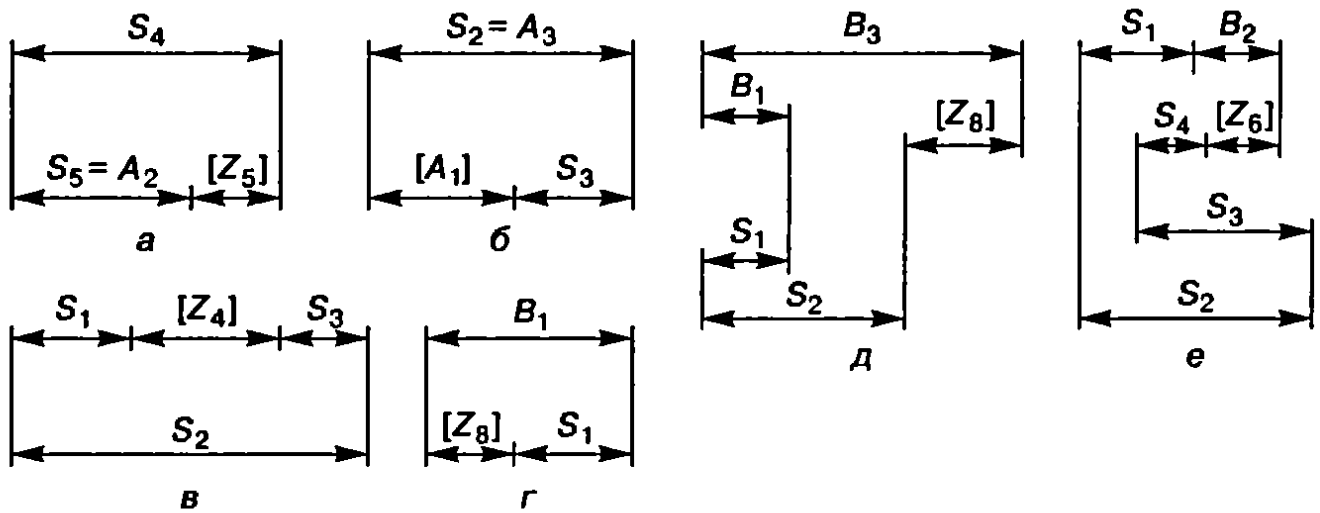 S₄
S₅ = A₂ [Z₅]
а
S₂ = A₃
[A₁] S₃
б
S₁ [Z₄] S₃
S₂
в
B₁
[Z₈] S₁
г
B₃
B₁
[Z₈]
S₁
S₂
д
S₁ B₂
S₄ [Z₆]
S₃
S₂
е